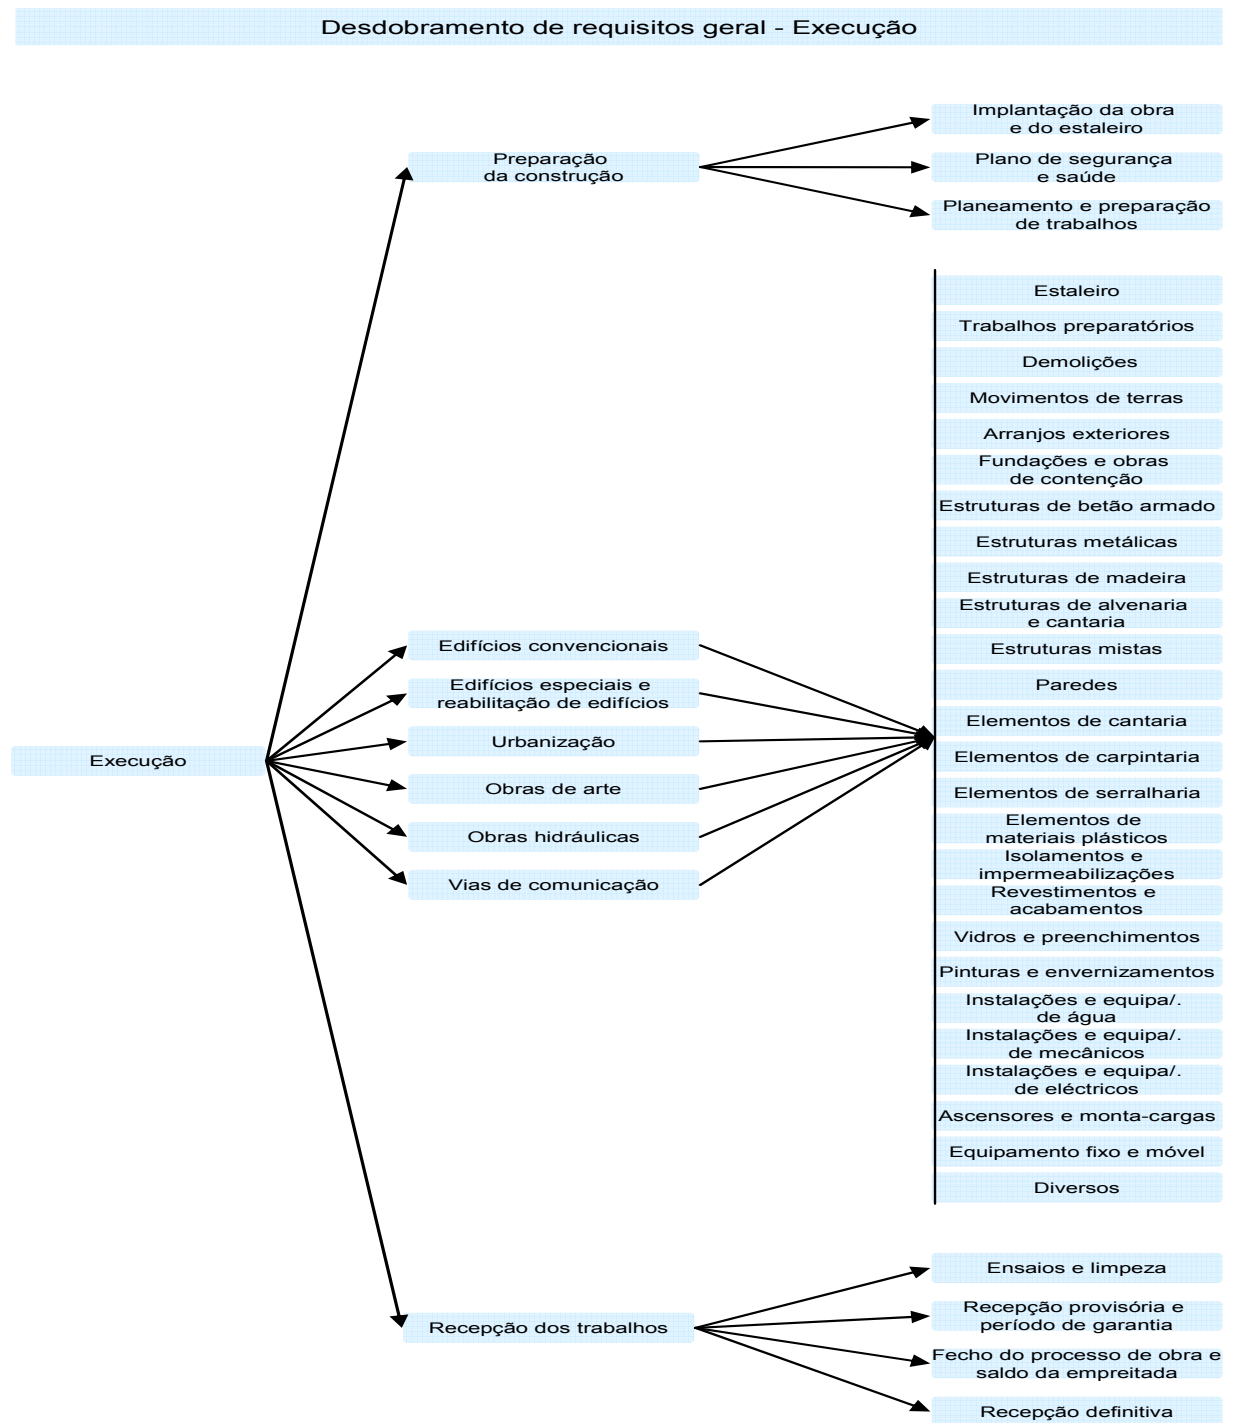 Desdobramento de requisitos geral - Execução
Implantação da obra
e do estaleiro
Preparação
da construção
Plano de segurança
e saúde
Planeamento e preparação
de trabalhos
Estaleiro
Trabalhos preparatórios
Demolições
Movimentos de terras
Arranjos exteriores
Fundações e obras
de contenção
Estruturas de betão armado
Estruturas metálicas
Estruturas de madeira
Estruturas de alvenaria
e cantaria
Estruturas mistas
Paredes
Elementos de cantaria
Elementos de carpintaria
Elementos de serralharia
Elementos de
materiais plásticos
Isolamentos e
impermeabilizações
Revestimentos e
acabamentos
Vidros e preenchimentos
Pinturas e envernizamentos
Instalações e equipa/.
de água
Instalações e equipa/.
de mecânicos
Instalações e equipa/.
de eléctricos
Ascensores e monta-cargas
Equipamento fixo e móvel
Diversos
Edifícios convencionais
Edifícios especiais e
reabilitação de edifícios
Urbanização
Execução
Obras de arte
Obras hidráulicas
Vias de comunicação
Recepção dos trabalhos
Ensaios e limpeza
Recepção provisória e
período de garantia
Fecho do processo de obra e
saldo da empreitada
Recepção definitiva